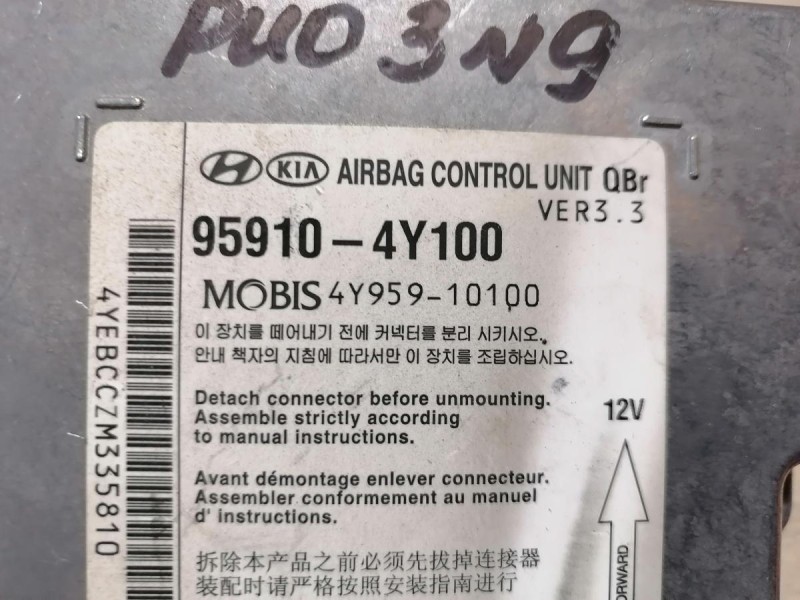 PUO 3N9
KIA AIRBAG CONTROL UNIT QBr
VER3.3
95910-4Y100
MOBIS 4Y959-10100
이 장치를 떼어내기 전에 커넥터를 분리 시키시오.
안내 책자의 지침에 따라서만 이 장치를 조립하십시오.
Detach connector before unmounting.
Assemble strictly according
to manual instructions.
12V
Avant démontage enlever connecteur.
Assembler conformement au manuel
d' instructions.
拆除本产品之前必须先拔掉连接器
装配时请严格按照安装指南进行
4YEBCCZM335810